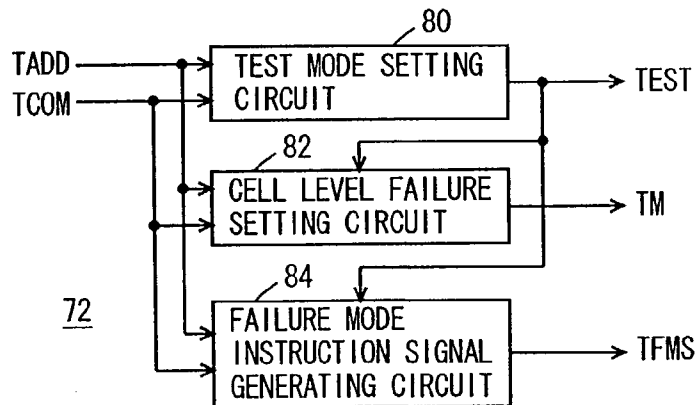 80
TADD
TEST MODE SETTING
CIRCUIT
TEST
TCOM
82
CELL LEVEL FAILURE
SETTING CIRCUIT
TM
84
72
FAILURE MODE
INSTRUCTION SIGNAL
GENERATING CIRCUIT
TFMS